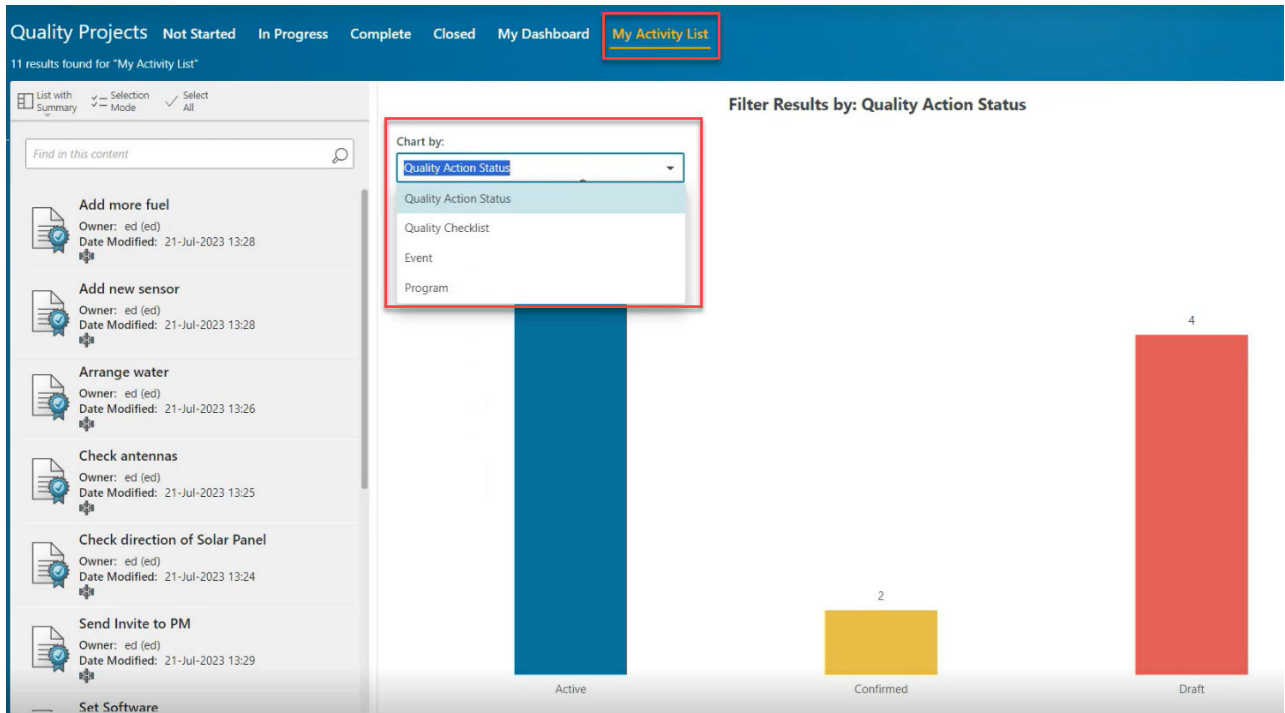 Quality Projects Not Started In Progress Complete Closed My Dashboard My Activity List
11 results found for "My Activity List"
List with Summary
Selection Mode
Select All
Find in this content
Add more fuel
Owner: ed (ed)
Date Modified: 21-Jul-2023 13:28
Add new sensor
Owner: ed (ed)
Date Modified: 21-Jul-2023 13:28
Arrange water
Owner: ed (ed)
Date Modified: 21-Jul-2023 13:26
Check antennas
Owner: ed (ed)
Date Modified: 21-Jul-2023 13:25
Check direction of Solar Panel
Owner: ed (ed)
Date Modified: 21-Jul-2023 13:24
Send Invite to PM
Owner: ed (ed)
Date Modified: 21-Jul-2023 13:29
Set Software
Filter Results by: Quality Action Status
Chart by:
Quality Action Status
Quality Action Status
Quality Checklist
Event
Program
4
2
Active Confirmed Draft